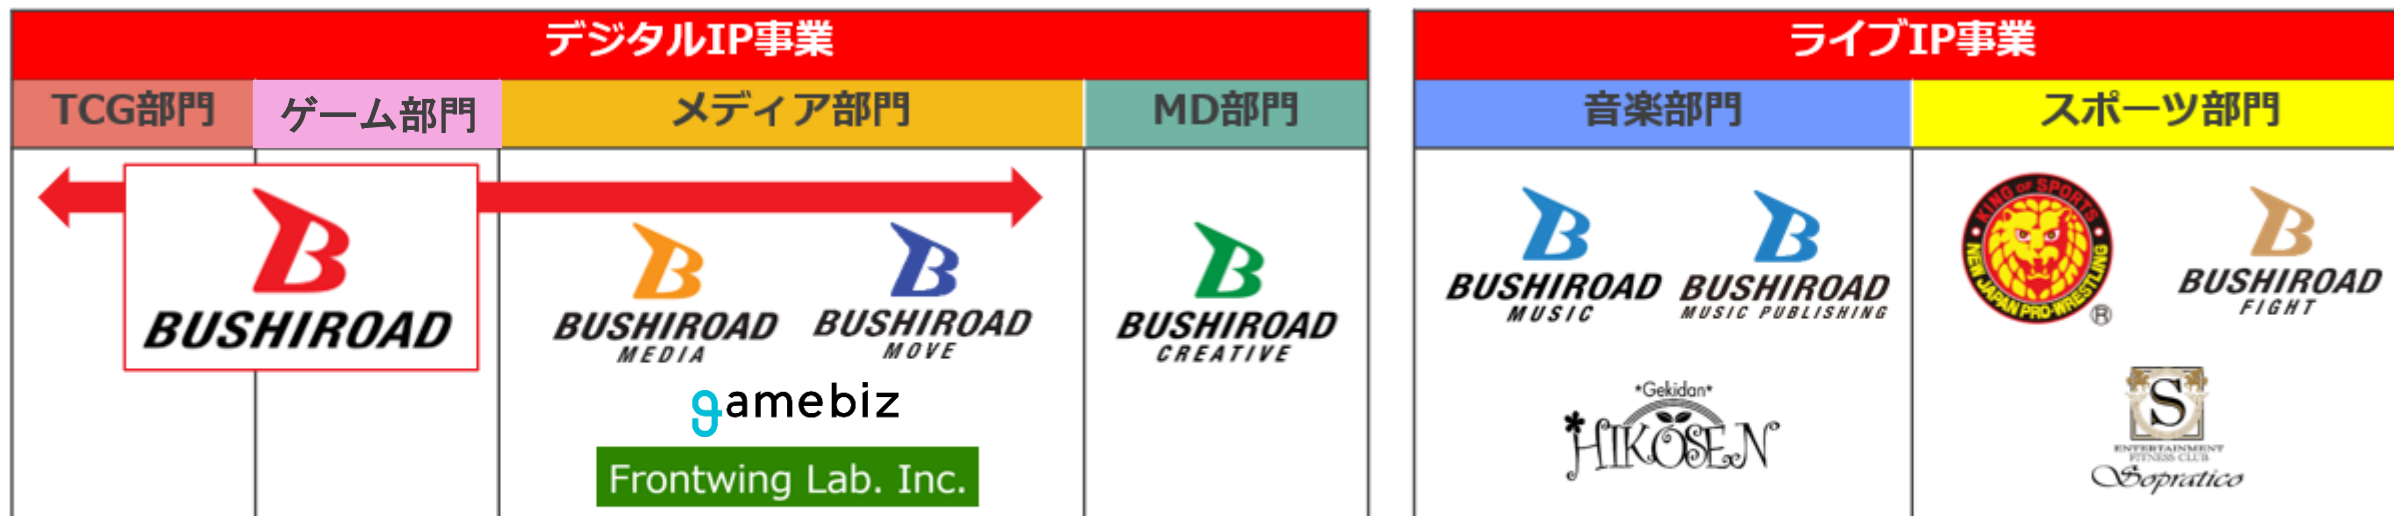 デジタルIP事業
ライブIP事業
TCG部門
ゲーム部門
メディア部門
MD部門
音楽部門
スポーツ部門
BUSHIROAD
BUSHIROAD
MEDIA
BUSHIROAD
MOVE
gamebiz
Frontwing Lab. Inc.
BUSHIROAD
CREATIVE
BUSHIROAD
MUSIC
BUSHIROAD
MUSIC PUBLISHING
*Gekidan*
HIKOSEN
KING OF SPORTS
NEW JAPAN PRO-WRESTLING
®
BUSHIROAD
FIGHT
S
ENTERTAINMENT
FITNESS CLUB
Sopratico